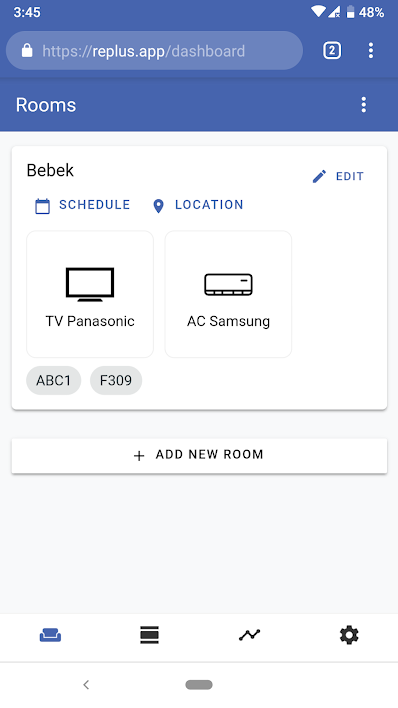 3:45
48%
https://replus.app/dashboard
2
Rooms
Bebek
EDIT
SCHEDULE LOCATION
TV Panasonic AC Samsung
ABC1 F309
+ ADD NEW ROOM